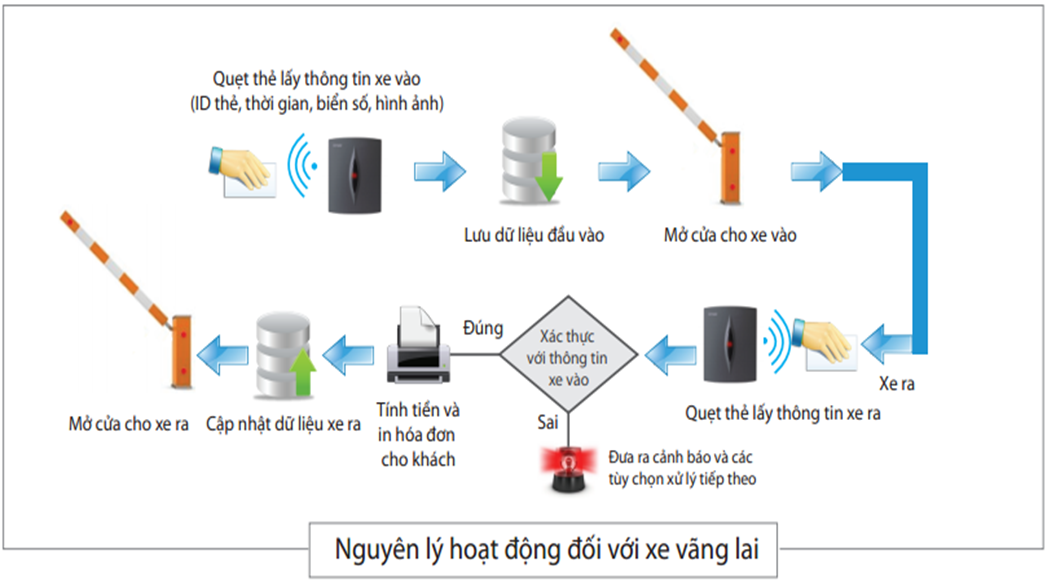 Quẹt thẻ lấy thông tin xe vào
(ID thẻ, thời gian, biển số, hình ảnh)
Lưu dữ liệu đầu vào
Mở cửa cho xe vào
Xe ra
Quẹt thẻ lấy thông tin xe ra
Xác thực
với thông tin
xe vào
Đúng
Sai
Đưa ra cảnh báo và các
tùy chọn xử lý tiếp theo
Tính tiền và
in hóa đơn
cho khách
Cập nhật dữ liệu xe ra
Mở cửa cho xe ra
Nguyên lý hoạt động đối với xe vãng lai